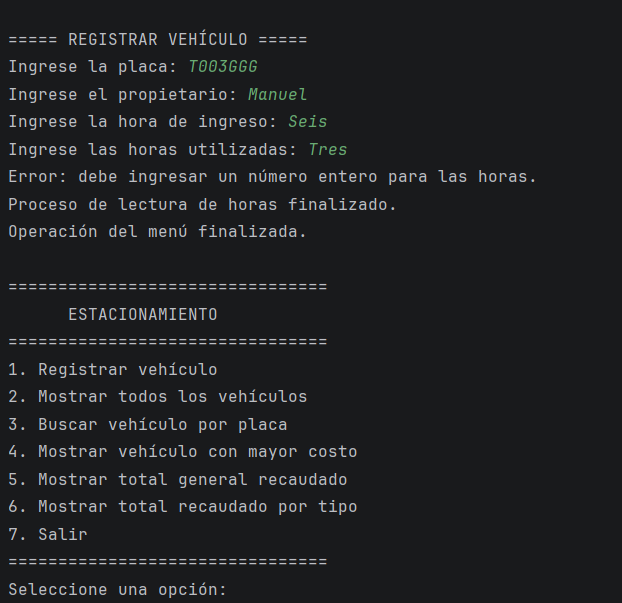 ===== REGISTRAR VEHÍCULO =====
Ingrese la placa: T003GGG
Ingrese el propietario: Manuel
Ingrese la hora de ingreso: Seis
Ingrese las horas utilizadas: Tres
Error: debe ingresar un número entero para las horas.
Proceso de lectura de horas finalizado.
Operación del menú finalizada.
================================
ESTACIONAMIENTO
================================
1. Registrar vehículo
2. Mostrar todos los vehículos
3. Buscar vehículo por placa
4. Mostrar vehículo con mayor costo
5. Mostrar total general recaudado
6. Mostrar total recaudado por tipo
7. Salir
================================
Seleccione una opción: